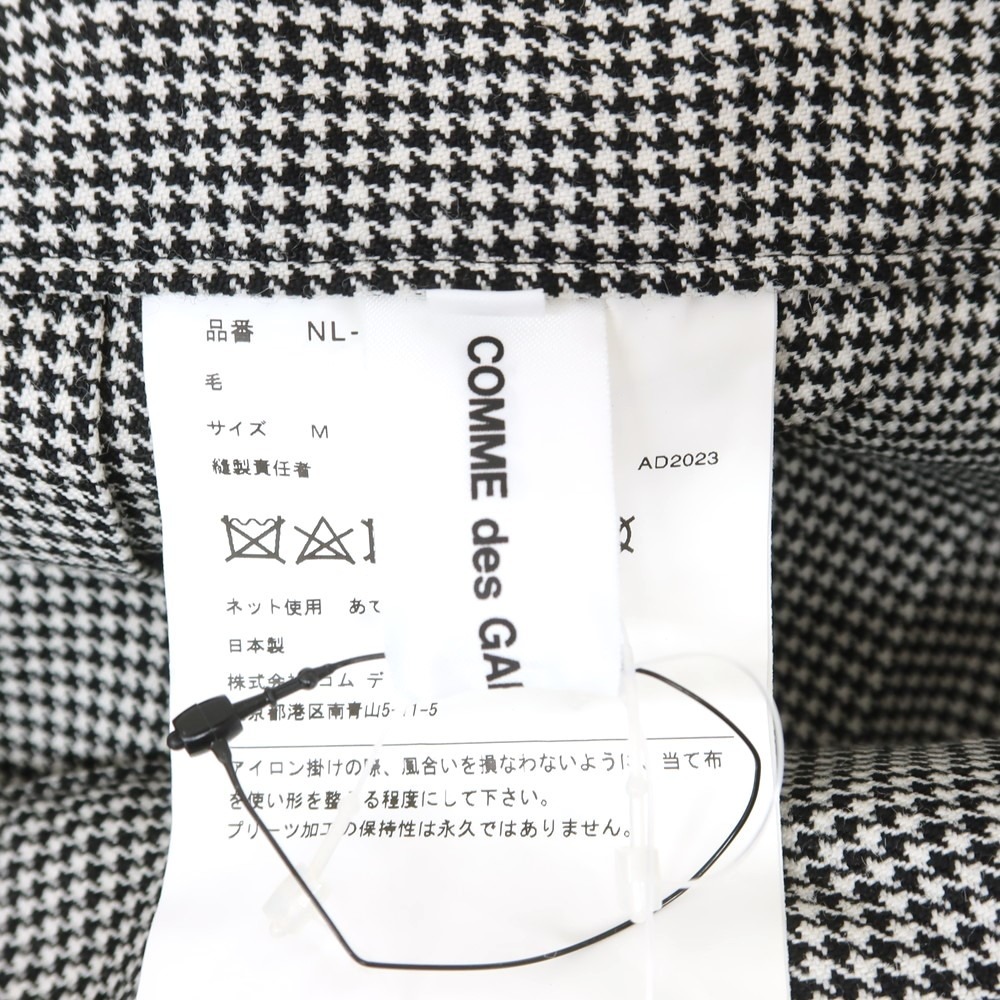 品番 NL-
毛
サイズ M
縫製責任者
AD2023
COMME des GA
ネット使用 あて
日本製
株式会 コム デ
京都港区南青山5- 11-5
アイロン掛けの 、風合いを損なわないように、当て布
を使い形を整える程度にして下さい。
プリーツ加工の保持性は永久ではありません。